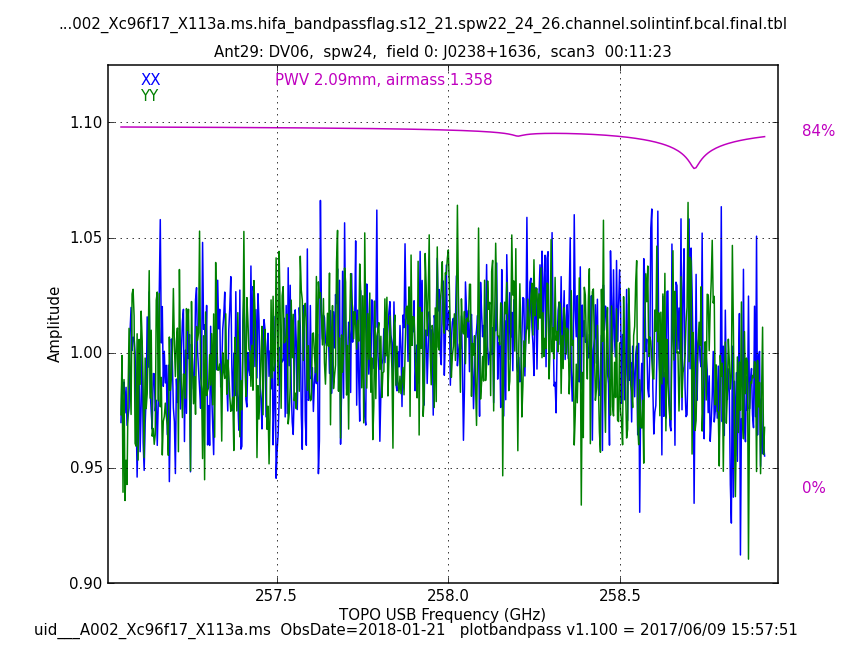 ...002_Xc96f17_X113a.ms.hifa_bandpassflag.s12_21.spw22_24_26.channel.solintinf.bcal.final.tbl
Ant29: DV06, spw24, field 0: J0238+1636, scan3 00:11:23
XX
PWV 2.09mm, airmass 1.358
YY
1.10
84%
1.05
Amplitude
1.00
0.95
0%
0.90
257.5 258.0 258.5
TOPO USB Frequency (GHz)
uid___A002_Xc96f17_X113a.ms ObsDate=2018-01-21 plotbandpass v1.100 = 2017/06/09 15:57:51